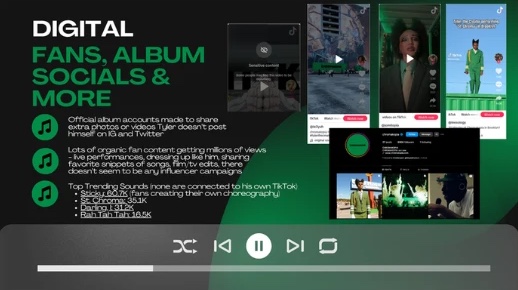 DIGITAL
FANS, ALBUM
SOCIALS &
MORE
Official album accounts made to share
extra photos or videos Tyler doesn't post
himself on IG and Twitter
Lots of organic fan content getting millions of views
- live performances, dressing up like him, sharing
favorite snippets of songs, film/tv edits, there
doesn't seem to be any influencer campaigns
Top Trending Sounds (none are connected to his own TikTok)
Sticky: 60.7K (fans creating their own choreography)
St. Chroma: 35.1K
Darling, I: 31.2K
Rah Tah Tah: 16.5K
Sensitive content